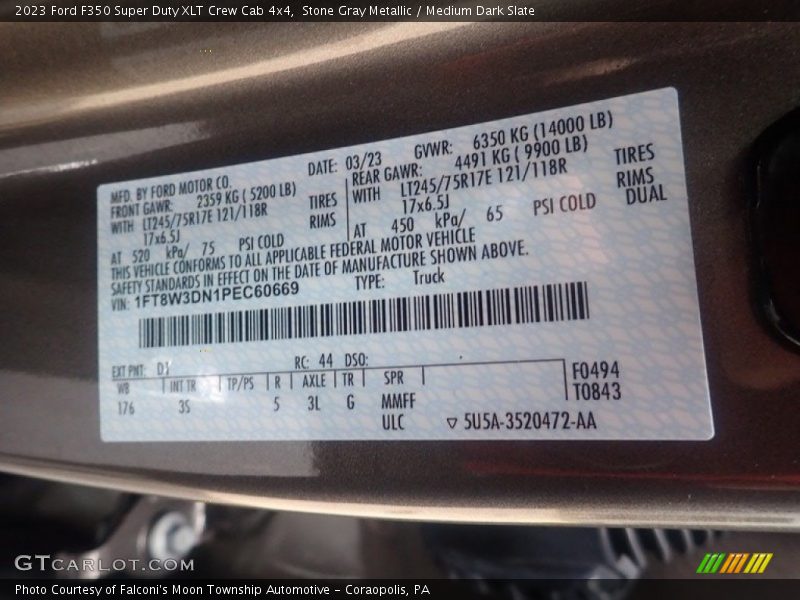 2023 Ford F350 Super Duty XLT Crew Cab 4x4, Stone Gray Metallic / Medium Dark Slate
MFD. BY FORD MOTOR CO.
DATE: 03/23
GVWR: 6350 KG (14000 LB)
FRONT GAWR: 2359 KG ( 5200 LB)
REAR GAWR: 4491 KG ( 9900 LB)
WITH LT245/75R17E 121/118R TIRES
WITH LT245/75R17E 121/118R TIRES
17x6.5J RIMS
17x6.5J RIMS
DUAL
AT 520 kPa/ 75 PSI COLD
AT 450 kPa/ 65 PSI COLD
THIS VEHICLE CONFORMS TO ALL APPLICABLE FEDERAL MOTOR VEHICLE
SAFETY STANDARDS IN EFFECT ON THE DATE OF MANUFACTURE SHOWN ABOVE.
VIN: 1FT8W3DN1PEC60669
TYPE: Truck
EXT PNT: D1 RC: 44 DSO:
WB INT TR TP/PS R AXLE TR SPR
176 3S 5 3L G MMFF
ULC
F0494
T0843
▽ 5U5A-3520472-AA
GTCARLOT.COM
Photo Courtesy of Falconi's Moon Township Automotive – Coraopolis, PA